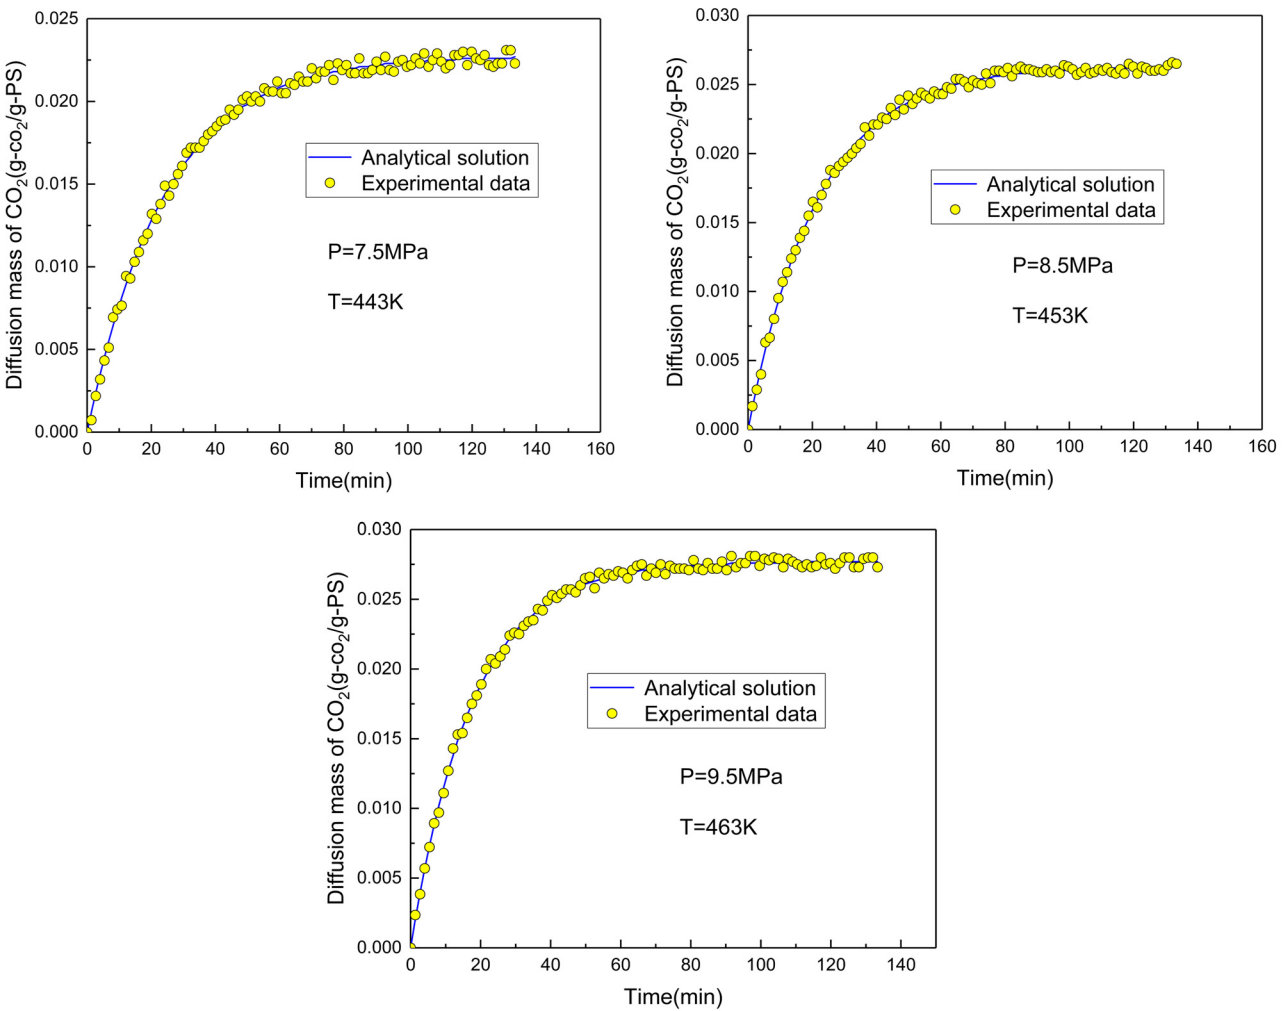 0.025
0.020
0.015
0.010
0.005
0.000
0
20
40
60
80
100
120
140
160
Diffusion mass of CO₂(g-co₂/g-PS)
Time(min)
Analytical solution
Experimental data
P=7.5MPa
T=443K
0.030
0.025
0.020
0.015
0.010
0.005
0.000
0
20
40
60
80
100
120
140
160
Diffusion mass of CO₂(g-co₂/g-PS)
Time(min)
Analytical solution
Experimental data
P=8.5MPa
T=453K
0.030
0.025
0.020
0.015
0.010
0.005
0.000
0
20
40
60
80
100
120
140
Diffusion mass of CO₂(g-co₂/g-PS)
Time(min)
Analytical solution
Experimental data
P=9.5MPa
T=463K